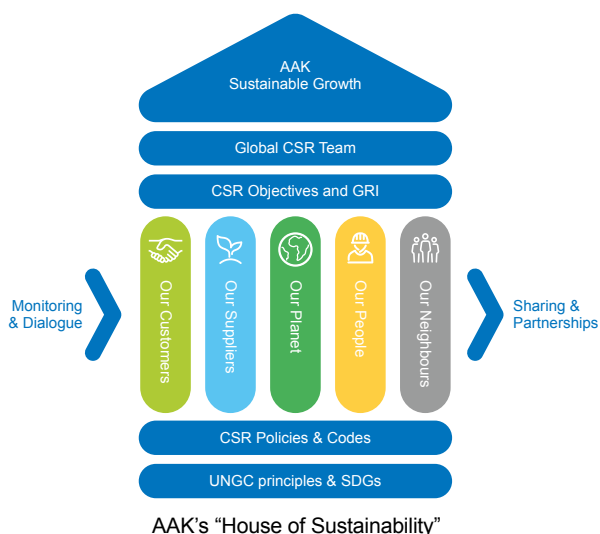 AAK
Sustainable Growth
Global CSR Team
CSR Objectives and GRI
Monitoring
& Dialogue
Our Customers
Our Suppliers
Our Planet
Our People
Our Neighbours
Sharing &
Partnerships
CSR Policies & Codes
UNGC principles & SDGs
AAK’s “House of Sustainability”